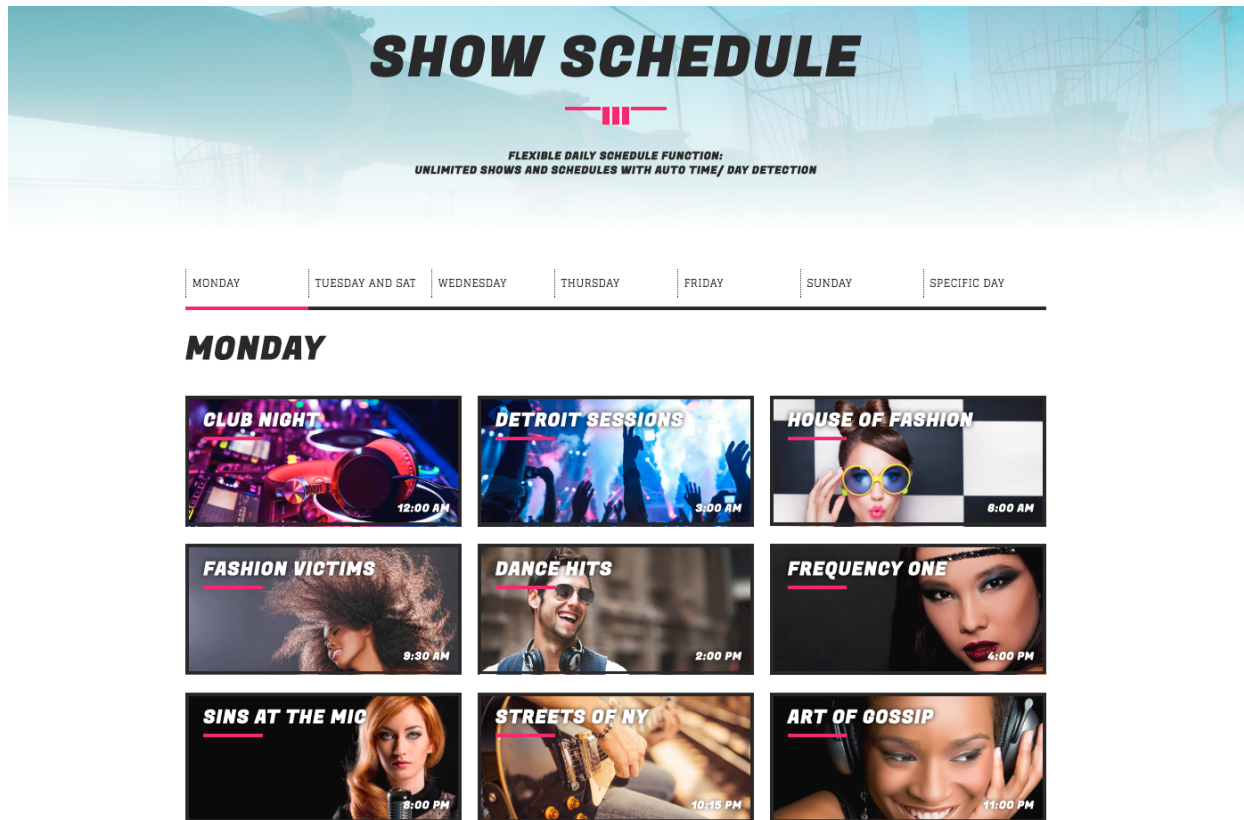 SHOW SCHEDULE
FLEXIBLE DAILY SCHEDULE FUNCTION:
UNLIMITED SHOWS AND SCHEDULES WITH AUTO TIME/ DAY DETECTION
MONDAY
TUESDAY AND SAT
WEDNESDAY
THURSDAY
FRIDAY
SUNDAY
SPECIFIC DAY
MONDAY
CLUB NIGHT
12:00 AM
DETROIT SESSIONS
3:00 AM
HOUSE OF FASHION
6:00 AM
FASHION VICTIMS
9:30 AM
DANCE HITS
2:00 PM
FREQUENCY ONE
4:00 PM
SINS AT THE MIC
8:00 PM
STREETS OF NY
10:15 PM
ART OF GOSSIP
11:00 PM